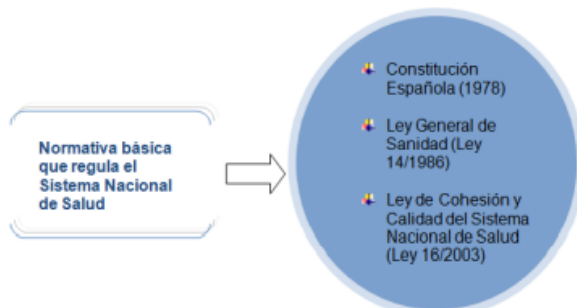 Normativa básica
que regula el
Sistema Nacional
de Salud
Constitución
Española (1978)
Ley General de
Sanidad (Ley
14/1986)
Ley de Cohesión y
Calidad del Sistema
Nacional de Salud
(Ley 16/2003)